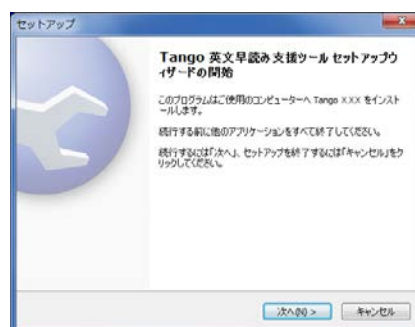 セットアップ
Tango 英文早読み支援ツール セットアップウ
ィザードの開始
このプログラムはご使用のコンピューターへ Tango XXX をインスト
ールします。
続行する前に他のアプリケーションをすべて終了してください。
続行するには「次へ」、セットアップを終了するには「キャンセル」をク
リックしてください。
次へ(N) >
キャンセル